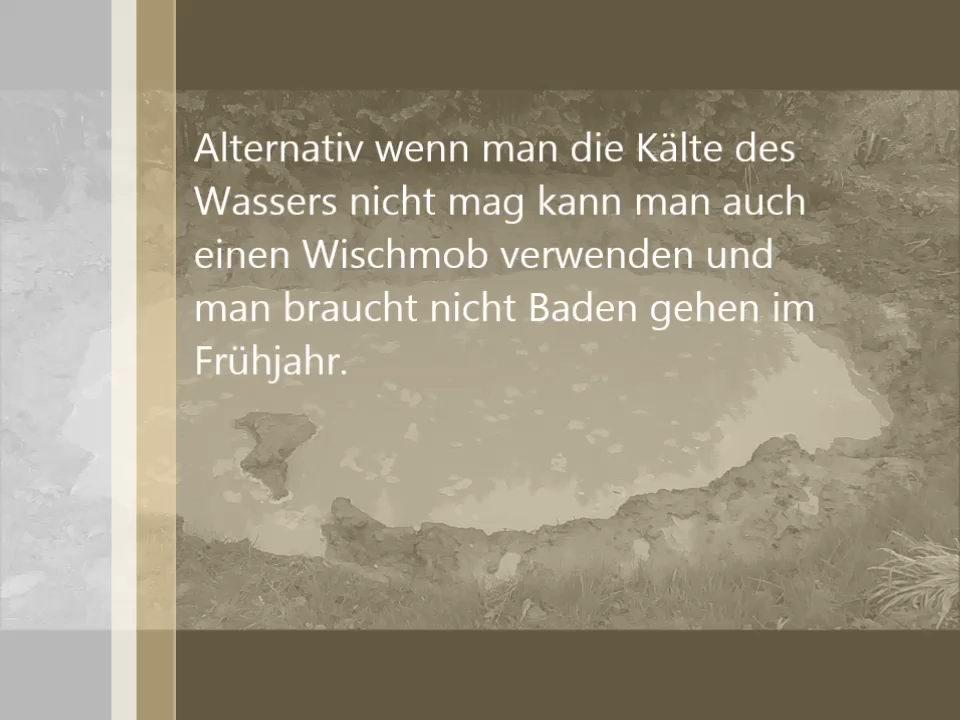 Alternativ wenn man die Kälte des
Wassers nicht mag kann man auch
einen Wischmob verwenden und
man braucht nicht Baden gehen im
Frühjahr.